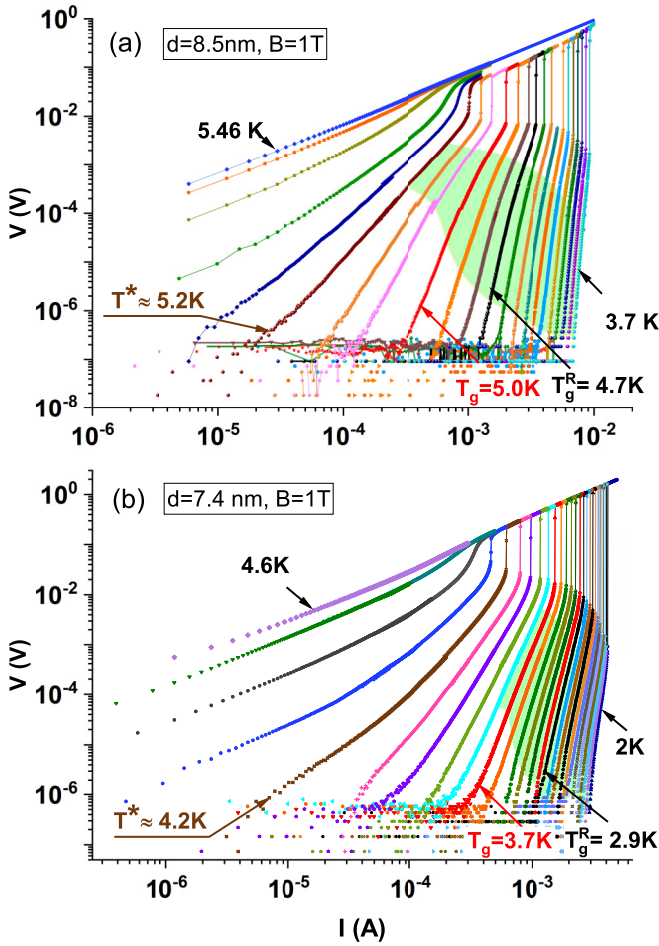 (a) d=8.5nm, B=1T
10^0
10^-2
10^-4
10^-6
10^-8
V (V)
5.46 K
T* ≈ 5.2K
3.7 K
T_g=5.0K
T_g^R= 4.7K
10^-6 10^-5 10^-4 10^-3 10^-2
(b) d=7.4 nm, B=1T
10^0
10^-2
10^-4
10^-6
V (V)
4.6K
2K
T* ≈ 4.2K
T_g=3.7K
T_g^R= 2.9K
10^-6 10^-5 10^-4 10^-3
I (A)